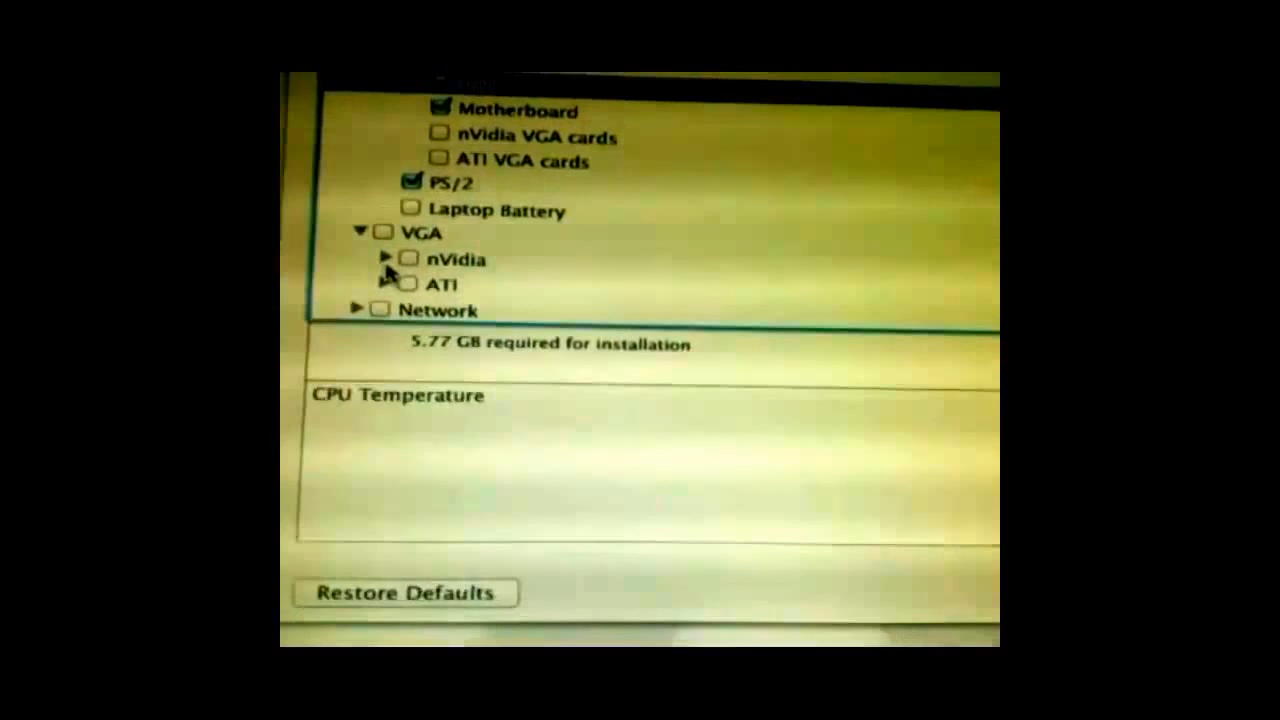 Motherboard
nVidia VGA cards
ATI VGA cards
PS/2
Laptop Battery
VGA
nVidia
ATI
Network
5.77 GB required for installation
CPU Temperature
Restore Defaults